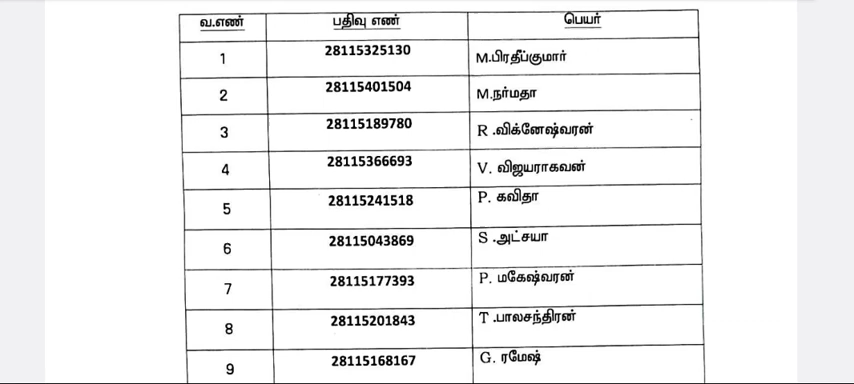 வ.எண் பதிவு எண் பெயர்
1 28115325130 M.பிரதீப்குமார்
2 28115401504 M.நர்மதா
3 28115189780 R .விக்னேஷ்வரன்
4 28115366693 V. விஜயராகவன்
5 28115241518 P. கவிதா
6 28115043869 S .அட்சயா
7 28115177393 P. மகேஷ்வரன்
8 28115201843 T .பாலசந்திரன்
9 28115168167 G. ரமேஷ்